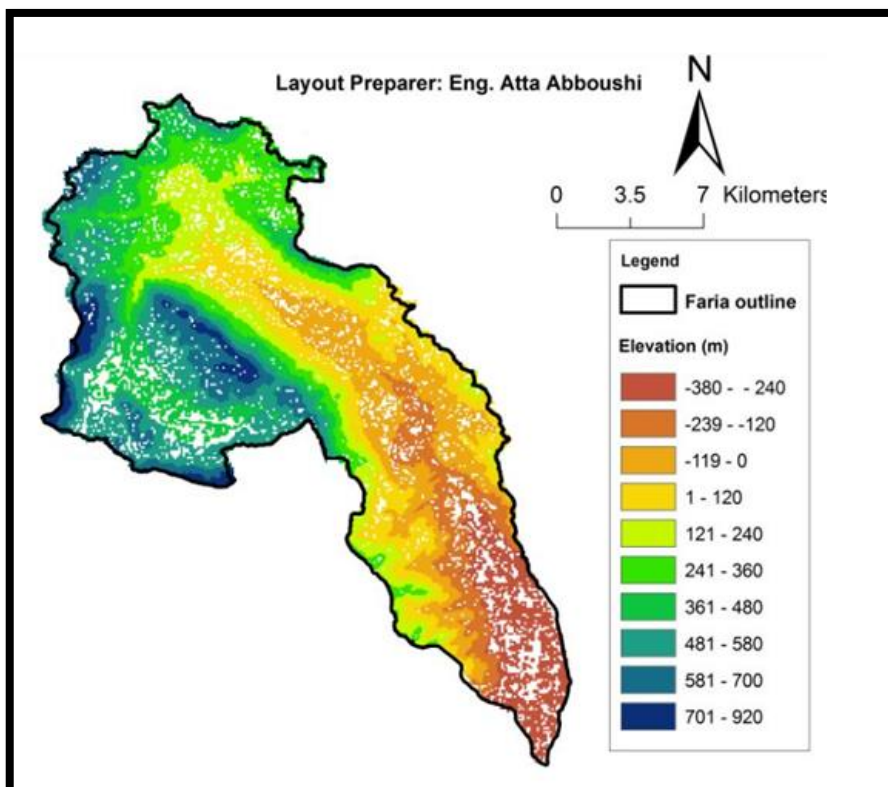 Layout Preparer: Eng. Atta Abboushi
N
0 3.5 7 Kilometers
Legend
Faria outline
Elevation (m)
-380 - - 240
-239 - -120
-119 - 0
1 - 120
121 - 240
241 - 360
361 - 480
481 - 580
581 - 700
701 - 920